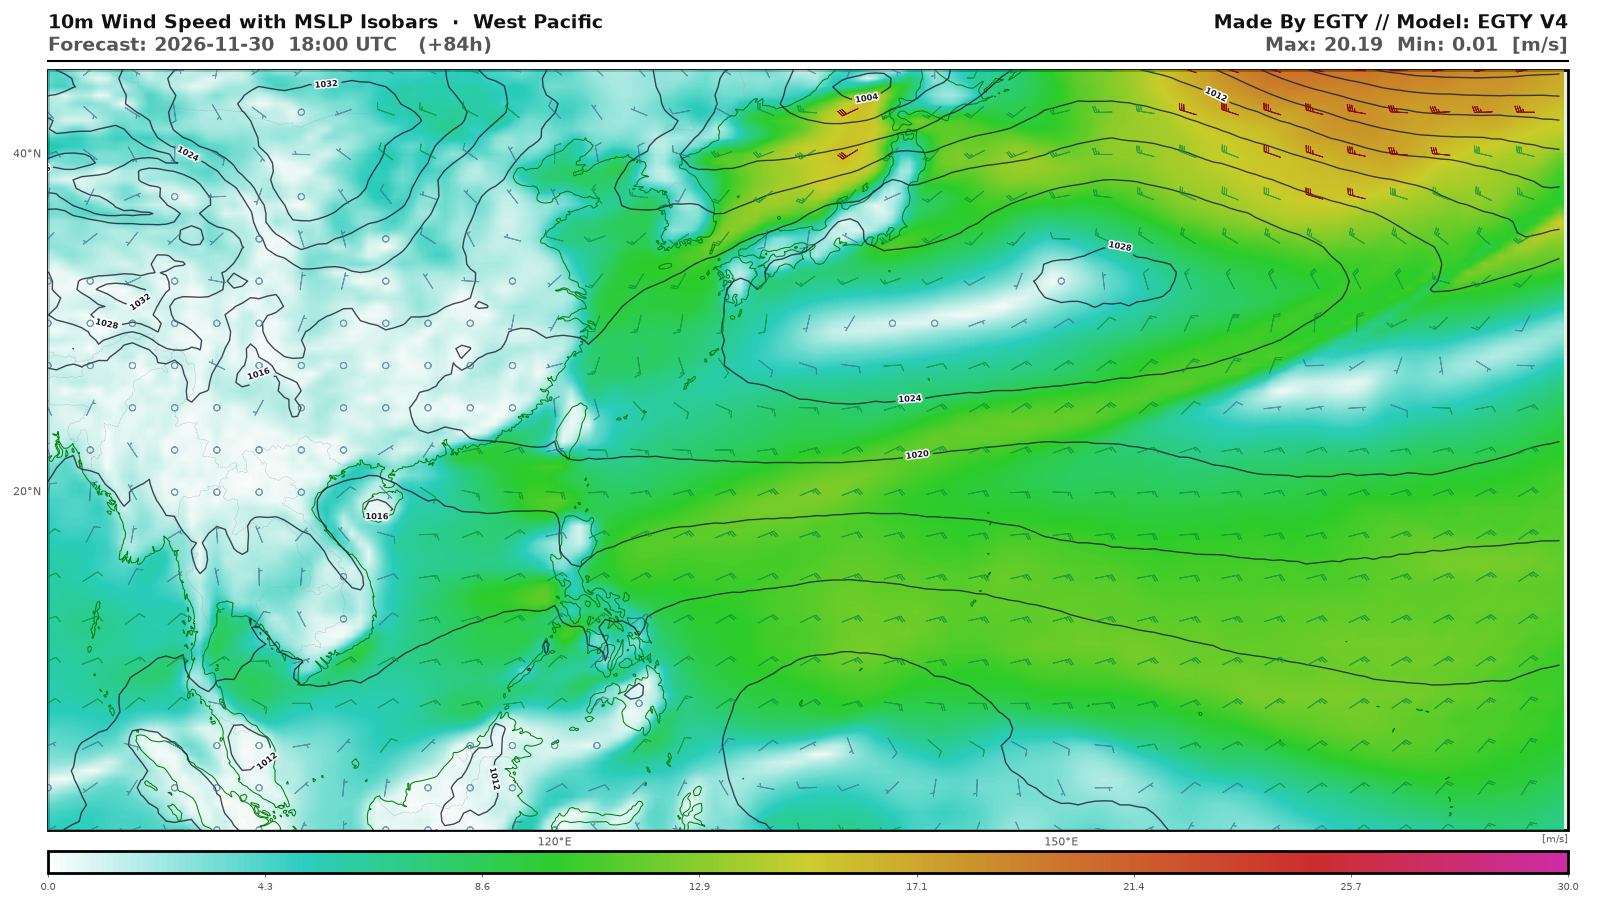 10m Wind Speed with MSLP Isobars · West Pacific
Made By EGTY // Model: EGTY V4
Forecast: 2026-11-30 18:00 UTC (+84h)
Max: 20.19 Min: 0.01 [m/s]
1032
1004
1012
40°N
1024
1028
1032
1028
1016
1024
1020
20°N
1016
1012
1012
120°E
150°E
[m/s]
0.0
4.3
8.6
12.9
17.1
21.4
25.7
30.0